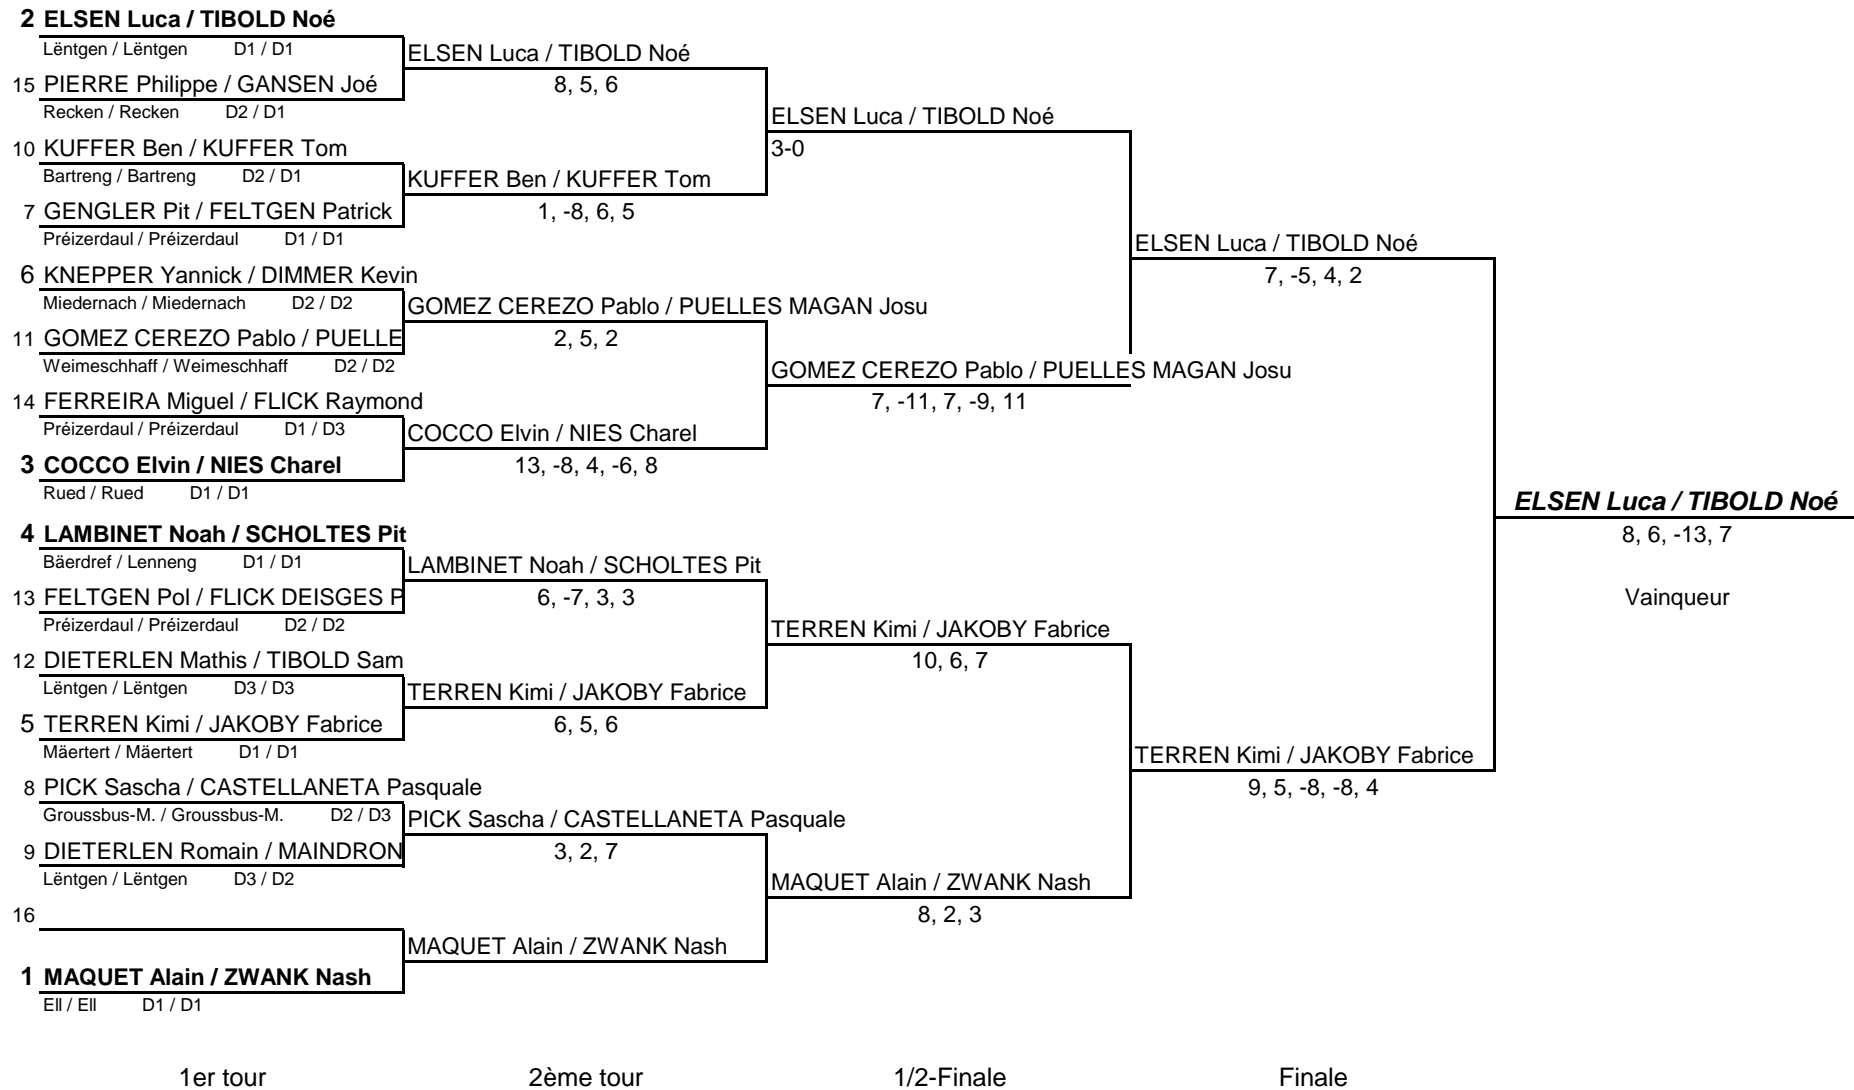 2 ELSEN Luca / TIBOLD Noé
Lëntgen / Lëntgen D1 / D1
15 PIERRE Philippe / GANSEN Joé
Recken / Recken D2 / D1
10 KUFFER Ben / KUFFER Tom
Bartreng / Bartreng D2 / D1
7 GENGLER Pit / FELTGEN Patrick
Préizerdaul / Préizerdaul D1 / D1
6 KNEPPER Yannick / DIMMER Kevin
Miedernach / Miedernach D2 / D2
11 GOMEZ CEREZO Pablo / PUELLE
Weimeschhaff / Weimeschhaff D2 / D2
14 FERREIRA Miguel / FLICK Raymond
Préizerdaul / Préizerdaul D1 / D3
3 COCCO Elvin / NIES Charel
Rued / Rued D1 / D1
4 LAMBINET Noah / SCHOLTES Pit
Bäerdref / Lenneng D1 / D1
13 FELTGEN Pol / FLICK DEISGES P
Préizerdaul / Préizerdaul D2 / D2
12 DIETERLEN Mathis / TIBOLD Sam
Lëntgen / Lëntgen D3 / D3
5 TERREN Kimi / JAKOBY Fabrice
Mäertert / Mäertert D1 / D1
8 PICK Sascha / CASTELLANETA Pasquale
Groussbus-M. / Groussbus-M. D2 / D3
9 DIETERLEN Romain / MAINDRON
Lëntgen / Lëntgen D3 / D2
16
1 MAQUET Alain / ZWANK Nash
Ell / Ell D1 / D1
1er tour
ELSEN Luca / TIBOLD Noé
8, 5, 6
KUFFER Ben / KUFFER Tom
1, -8, 6, 5
GOMEZ CEREZO Pablo / PUELLES MAGAN Josu
2, 5, 2
COCCO Elvin / NIES Charel
13, -8, 4, -6, 8
LAMBINET Noah / SCHOLTES Pit
6, -7, 3, 3
TERREN Kimi / JAKOBY Fabrice
6, 5, 6
PICK Sascha / CASTELLANETA Pasquale
3, 2, 7
MAQUET Alain / ZWANK Nash
2ème tour
ELSEN Luca / TIBOLD Noé
3-0
GOMEZ CEREZO Pablo / PUELLES MAGAN Josu
7, -11, 7, -9, 11
TERREN Kimi / JAKOBY Fabrice
10, 6, 7
MAQUET Alain / ZWANK Nash
8, 2, 3
1/2-Finale
ELSEN Luca / TIBOLD Noé
7, -5, 4, 2
TERREN Kimi / JAKOBY Fabrice
9, 5, -8, -8, 4
Finale
ELSEN Luca / TIBOLD Noé
8, 6, -13, 7
Vainqueur